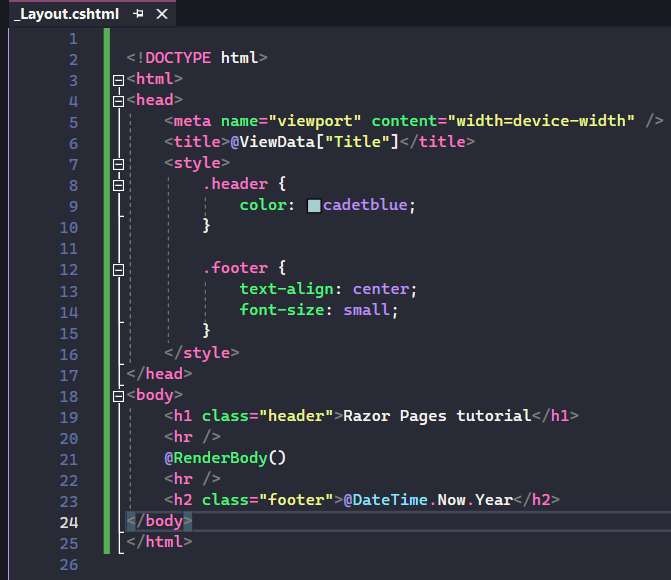 _Layout.cshtml
1
2 <!DOCTYPE html>
3 <html>
4 <head>
5     <meta name="viewport" content="width=device-width" />
6     <title>@ViewData["Title"]</title>
7     <style>
8         .header {
9             color: cadetblue;
10         }
11
12         .footer {
13             text-align: center;
14             font-size: small;
15         }
16     </style>
17 </head>
18 <body>
19     <h1 class="header">Razor Pages tutorial</h1>
20     <hr />
21     @RenderBody()
22     <hr />
23     <h2 class="footer">@DateTime.Now.Year</h2>
24 </body>
25 </html>
26